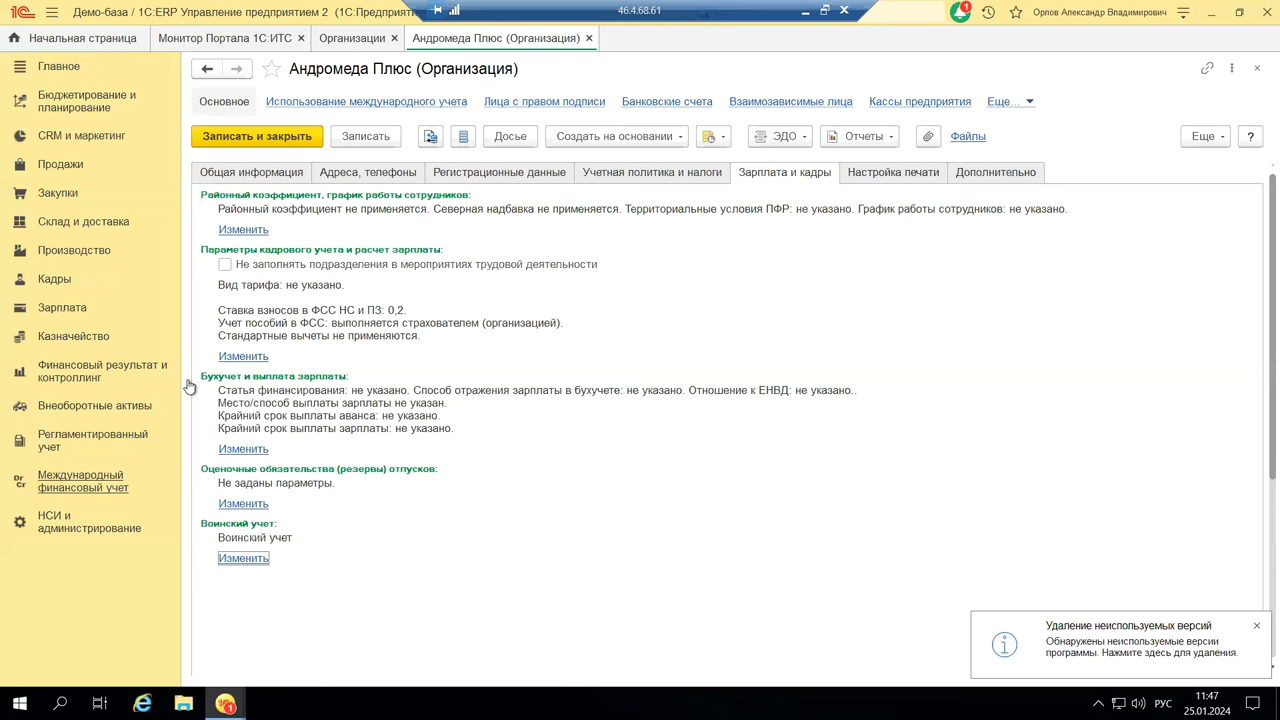 Демо-база / 1С:ERP Управление предприятием 2 (1С:Предприяти
46.4.68.61
1
Орлов Александр Владимирович
Начальная страница
Монитор Портала 1С:ИТС ×
Организации ×
Андромеда Плюс (Организация) ×
Главное
Бюджетирование и
планирование
CRM и маркетинг
Продажи
Закупки
Склад и доставка
Производство
Кадры
Зарплата
Казначейство
Финансовый результат и
контроллинг
Внеоборотные активы
Регламентированный
учет
Dr
Cr
Международный
финансовый учет
НСИ и
администрирование
Андромеда Плюс (Организация)
Основное
Использование международного учета
Лица с правом подписи
Банковские счета
Взаимозависимые лица
Кассы предприятия
Еще...
Записать и закрыть
Записать
Досье
Создать на основании
ЭДО
Отчеты
Файлы
Еще
?
Общая информация
Адреса, телефоны
Регистрационные данные
Учетная политика и налоги
Зарплата и кадры
Настройка печати
Дополнительно
Районный коэффициент, график работы сотрудников:
Районный коэффициент не применяется. Северная надбавка не применяется. Территориальные условия ПФР: не указано. График работы сотрудников: не указано.
Изменить
Параметры кадрового учета и расчет зарплаты:
Не заполнять подразделения в мероприятиях трудовой деятельности
Вид тарифа: не указано.
Ставка взносов в ФСС НС и ПЗ: 0,2.
Учет пособий в ФСС: выполняется страхователем (организацией).
Стандартные вычеты не применяются.
Изменить
Бухучет и выплата зарплаты:
Статья финансирования: не указано. Способ отражения зарплаты в бухучете: не указано. Отношение к ЕНВД: не указано..
Место/способ выплаты зарплаты не указан.
Крайний срок выплаты аванса: не указано.
Крайний срок выплаты зарплаты: не указано.
Изменить
Оценочные обязательства (резервы) отпусков:
Не заданы параметры.
Изменить
Воинский учет:
Воинский учет
Изменить
Удаление неиспользуемых версий
Обнаружены неиспользуемые версии
программы. Нажмите здесь для удаления.
1
РУС
11:47
25.01.2024